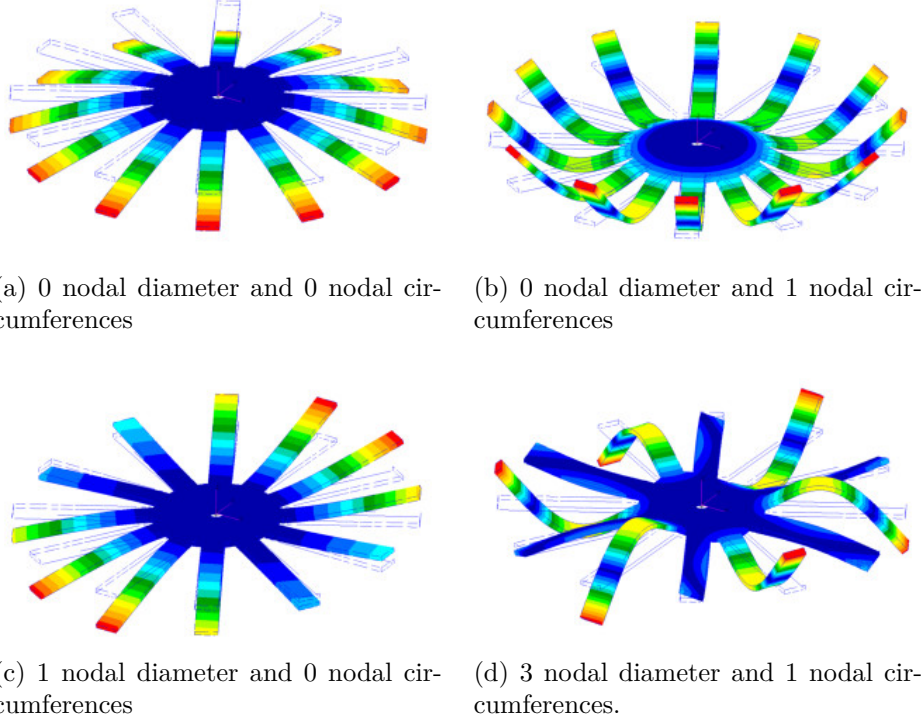 (a) 0 nodal diameter and 0 nodal cir-
cumferences
(b) 0 nodal diameter and 1 nodal cir-
cumferences
(c) 1 nodal diameter and 0 nodal cir-
cumferences
(d) 3 nodal diameter and 1 nodal cir-
cumferences.